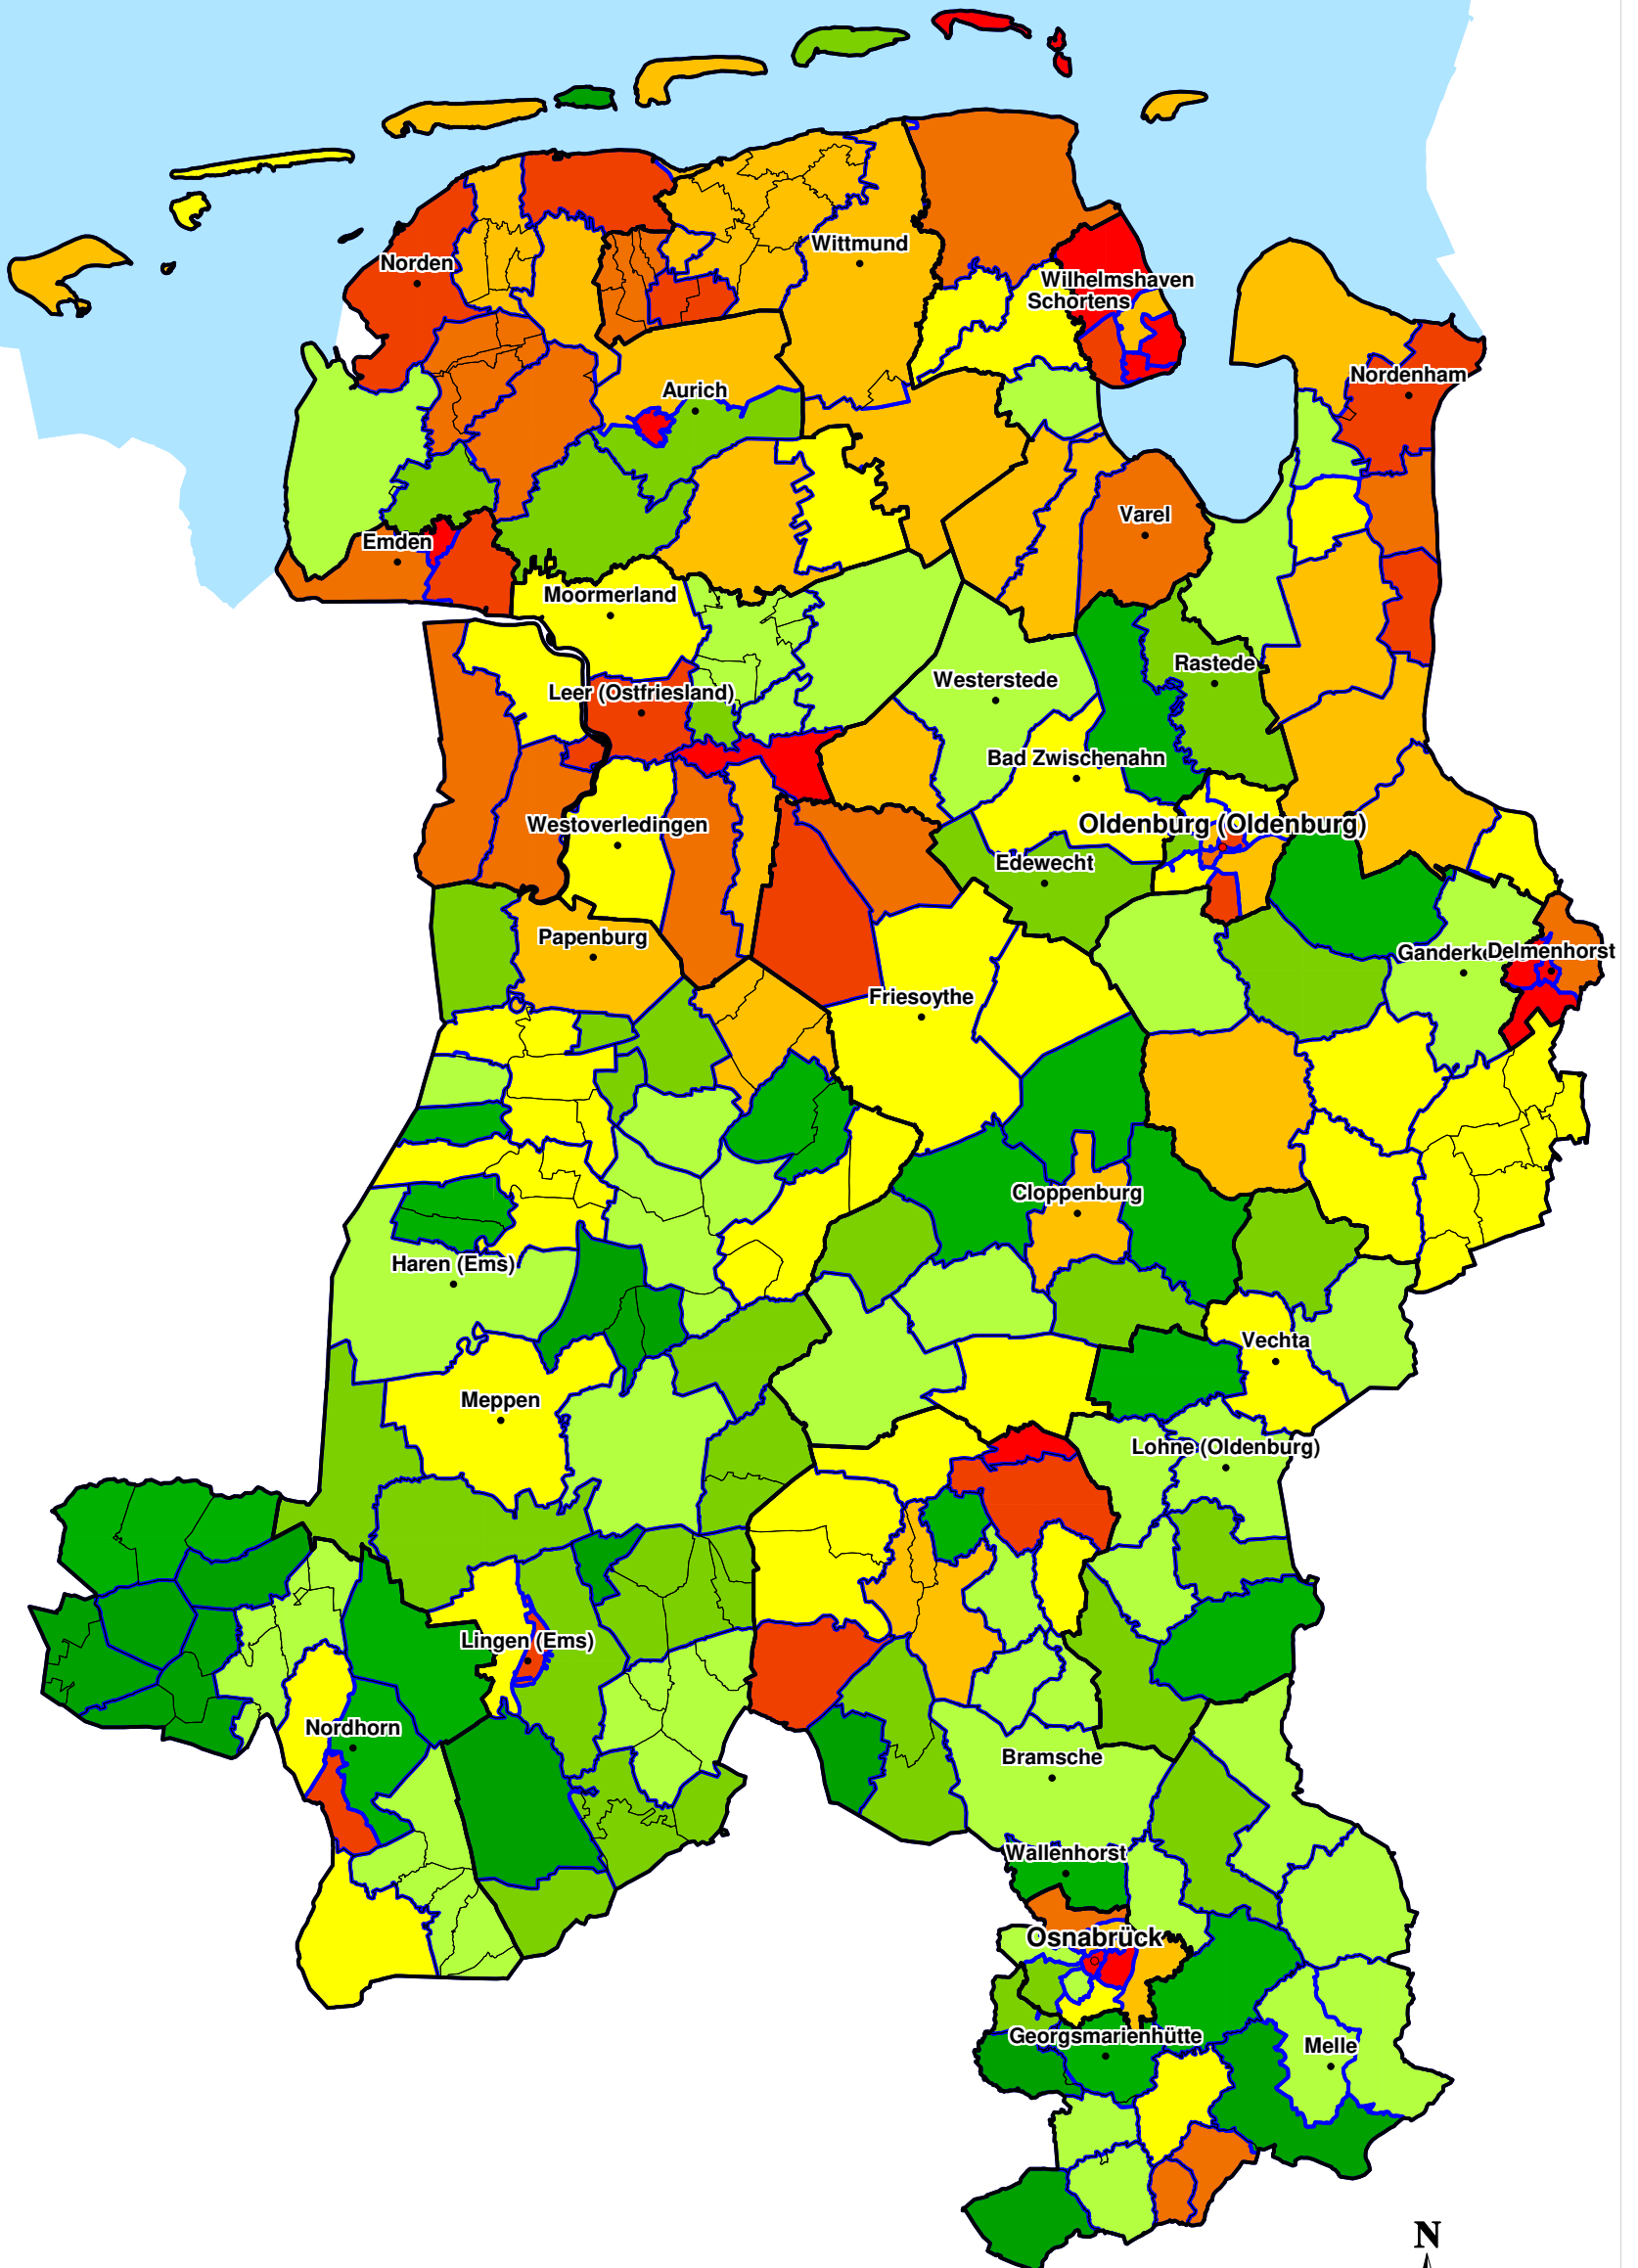 Wittmund
Norden
Wilhelmshaven
Schortens
Nordenham
Aurich
Varel
Emden
Moormerland
Rastede
Westerstede
Leer (Ostfriesland)
Bad Zwischenahn
Westoverledingen
Oldenburg (Oldenburg)
Edewecht
Papenburg
Delmenhorst
Friesoythe
Cloppenburg
Haren (Ems)
Vechta
Meppen
Lohne (Oldenburg)
Lingen (Ems)
Nordhorn
Bramsche
Wallenhorst
Osnabrück
Georgsmarienhütte
Melle
N